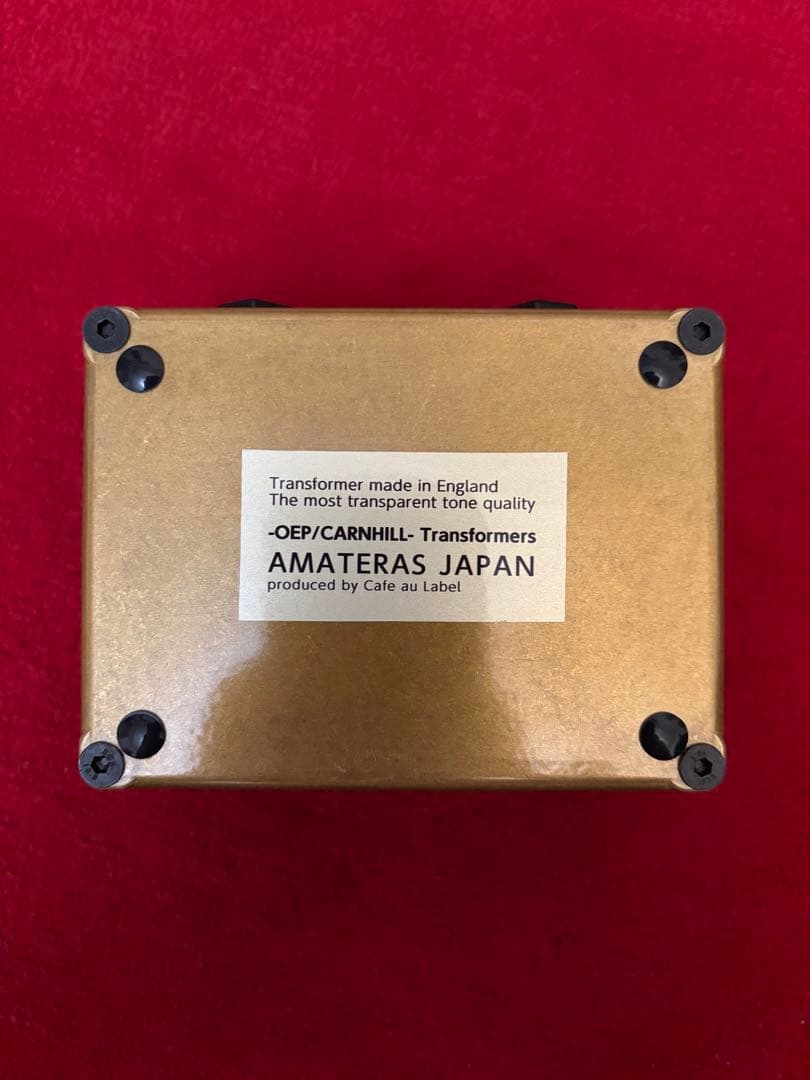 Transformer made in England
The most transparent tone quality
-OEP/CARNHILL- Transformers
AMATERAS JAPAN
produced by Cafe au Label